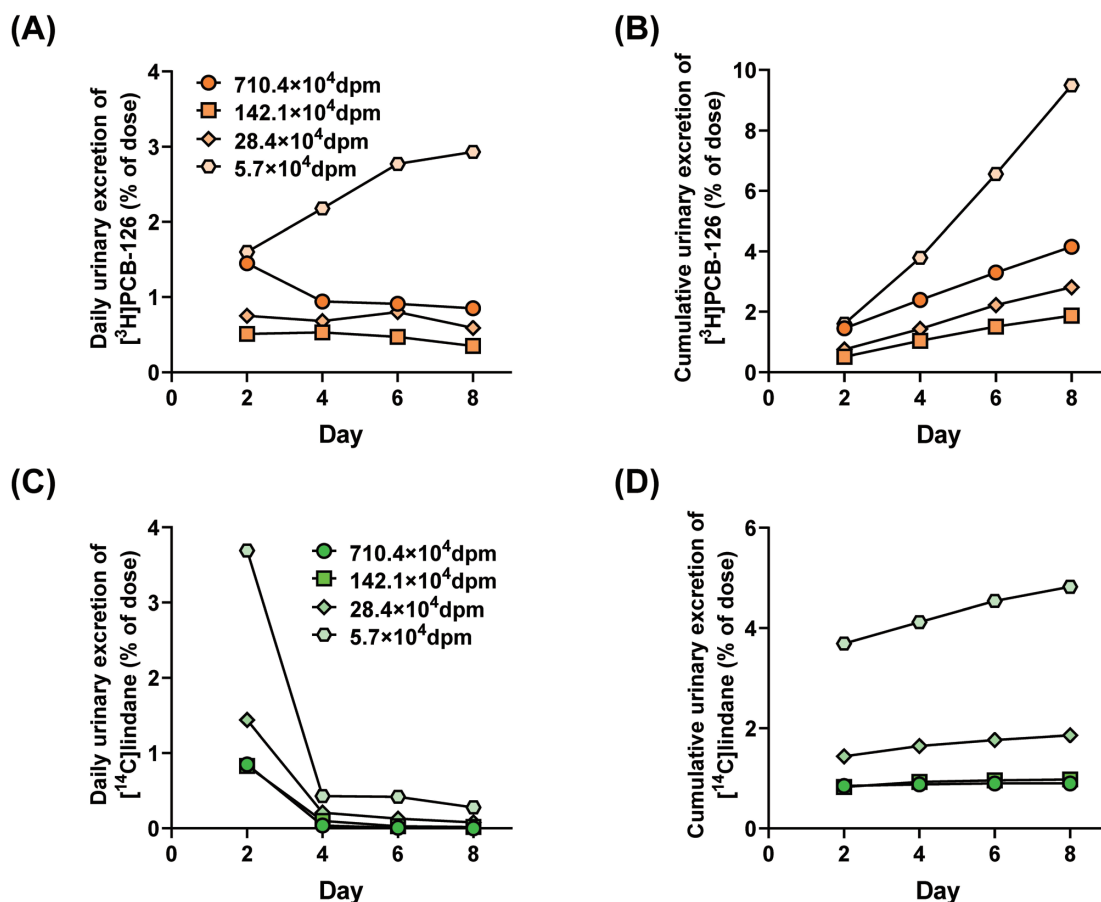 (A)
Daily urinary excretion of
[³H]PCB-126 (% of dose)
4
3
2
1
0
0
2
4
6
8
Day
710.4×10⁴dpm
142.1×10⁴dpm
28.4×10⁴dpm
5.7×10⁴dpm
(B)
Cumulative urinary excretion of
[³H]PCB-126 (% of dose)
10
8
6
4
2
0
0
2
4
6
8
Day
(C)
Daily urinary excretion of
[¹⁴C]lindane (% of dose)
4
3
2
1
0
0
2
4
6
8
Day
710.4×10⁴dpm
142.1×10⁴dpm
28.4×10⁴dpm
5.7×10⁴dpm
(D)
Cumulative urinary excretion of
[¹⁴C]lindane (% of dose)
6
4
2
0
0
2
4
6
8
Day